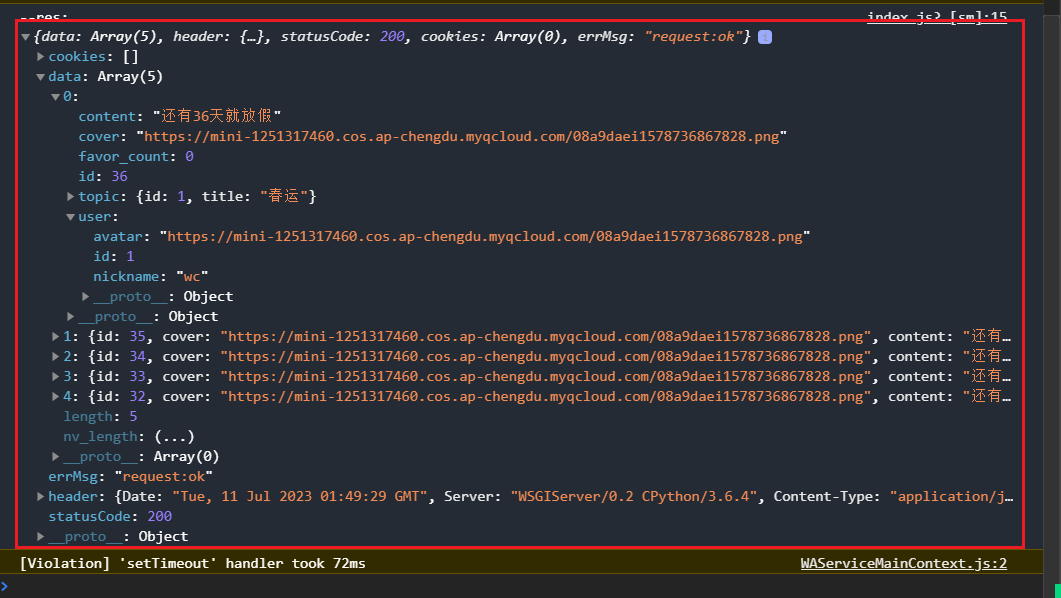 --res: index.js? [sm]:15
{data: Array(5), header: {…}, statusCode: 200, cookies: Array(0), errMsg: "request:ok"} i
cookies: []
data: Array(5)
0:
content: "还有36天就放假"
cover: "https://mini-1251317460.cos.ap-chengdu.myqcloud.com/08a9daei1578736867828.png"
favor_count: 0
id: 36
topic: {id: 1, title: "春运"}
user:
avatar: "https://mini-1251317460.cos.ap-chengdu.myqcloud.com/08a9daei1578736867828.png"
id: 1
nickname: "wc"
__proto__: Object
__proto__: Object
1: {id: 35, cover: "https://mini-1251317460.cos.ap-chengdu.myqcloud.com/08a9daei1578736867828.png", content: "还有…
2: {id: 34, cover: "https://mini-1251317460.cos.ap-chengdu.myqcloud.com/08a9daei1578736867828.png", content: "还有…
3: {id: 33, cover: "https://mini-1251317460.cos.ap-chengdu.myqcloud.com/08a9daei1578736867828.png", content: "还有…
4: {id: 32, cover: "https://mini-1251317460.cos.ap-chengdu.myqcloud.com/08a9daei1578736867828.png", content: "还有…
length: 5
nv_length: (...)
__proto__: Array(0)
errMsg: "request:ok"
header: {Date: "Tue, 11 Jul 2023 01:49:29 GMT", Server: "WSGIServer/0.2 CPython/3.6.4", Content-Type: "application/j…
statusCode: 200
__proto__: Object
[Violation] 'setTimeout' handler took 72ms WAServiceMainContext.js:2